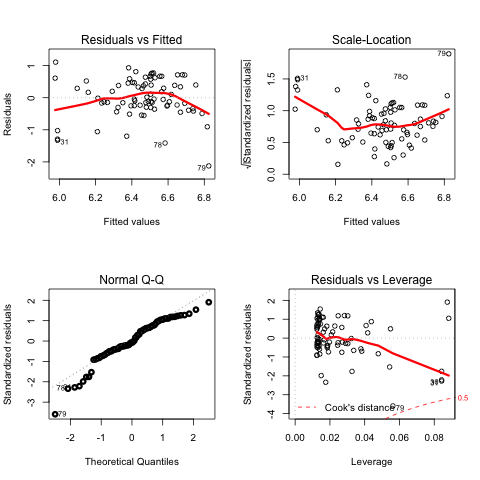 Residuals vs Fitted
Residuals
1
0
-1
-2
31
78
79
6.0 6.2 6.4 6.6 6.8
Fitted values
Scale-Location
√|Standardized residuals|
1.5
1.0
0.5
0.0
31
78
79
6.0 6.2 6.4 6.6 6.8
Fitted values
Normal Q-Q
Standardized residuals
2
1
0
-1
-2
-3
78
79
-2 -1 0 1 2
Theoretical Quantiles
Residuals vs Leverage
Standardized residuals
2
1
0
-1
-2
-3
-4
79
Cook's distance
0.5
0.00 0.02 0.04 0.06 0.08
Leverage